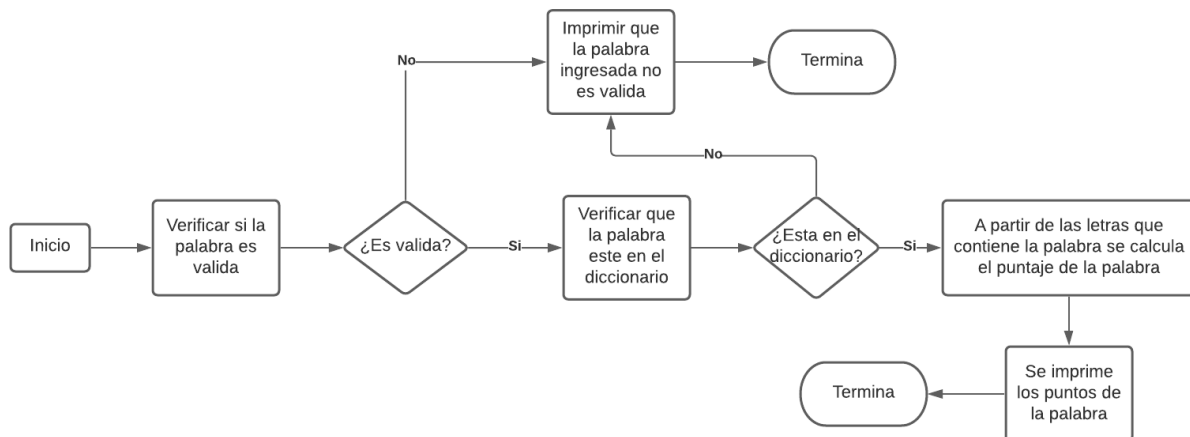 Inicio
Verificar si la
palabra es
valida
¿Es valida?
No
Imprimir que
la palabra
ingresada no
es valida
Termina
Si
Verificar que
la palabra
este en el
diccionario
¿Esta en el
diccionario?
No
Si
A partir de las letras que
contiene la palabra se calcula
el puntaje de la palabra
Se imprime
los puntos de
la palabra
Termina